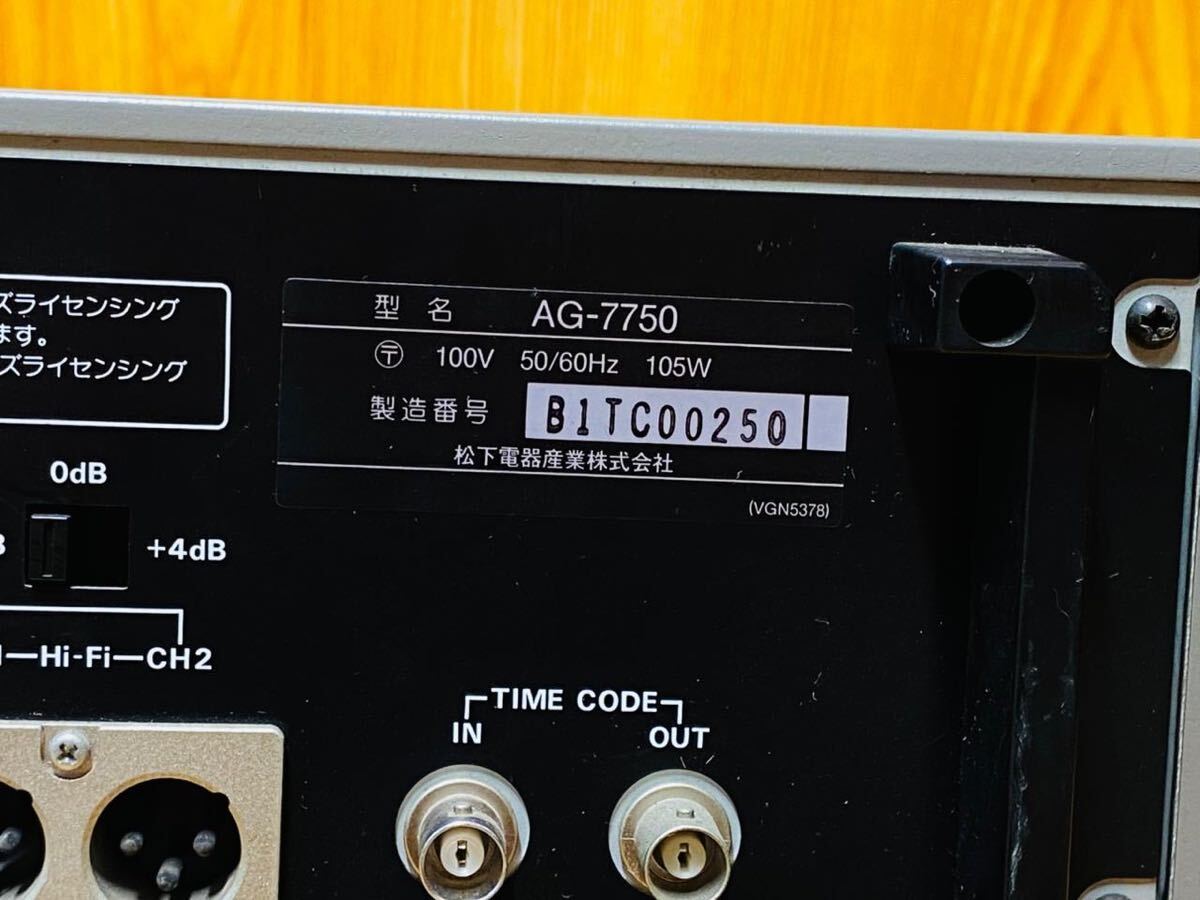 ズライセンシング
ます。
ズライセンシング
型 名 AG-7750
〒 100V 50/60Hz 105W
製造番号 B1TC00250
松下電器産業株式会社
(VGN5378)
0dB
+4dB
Hi-Fi CH2
TIME CODE
IN OUT